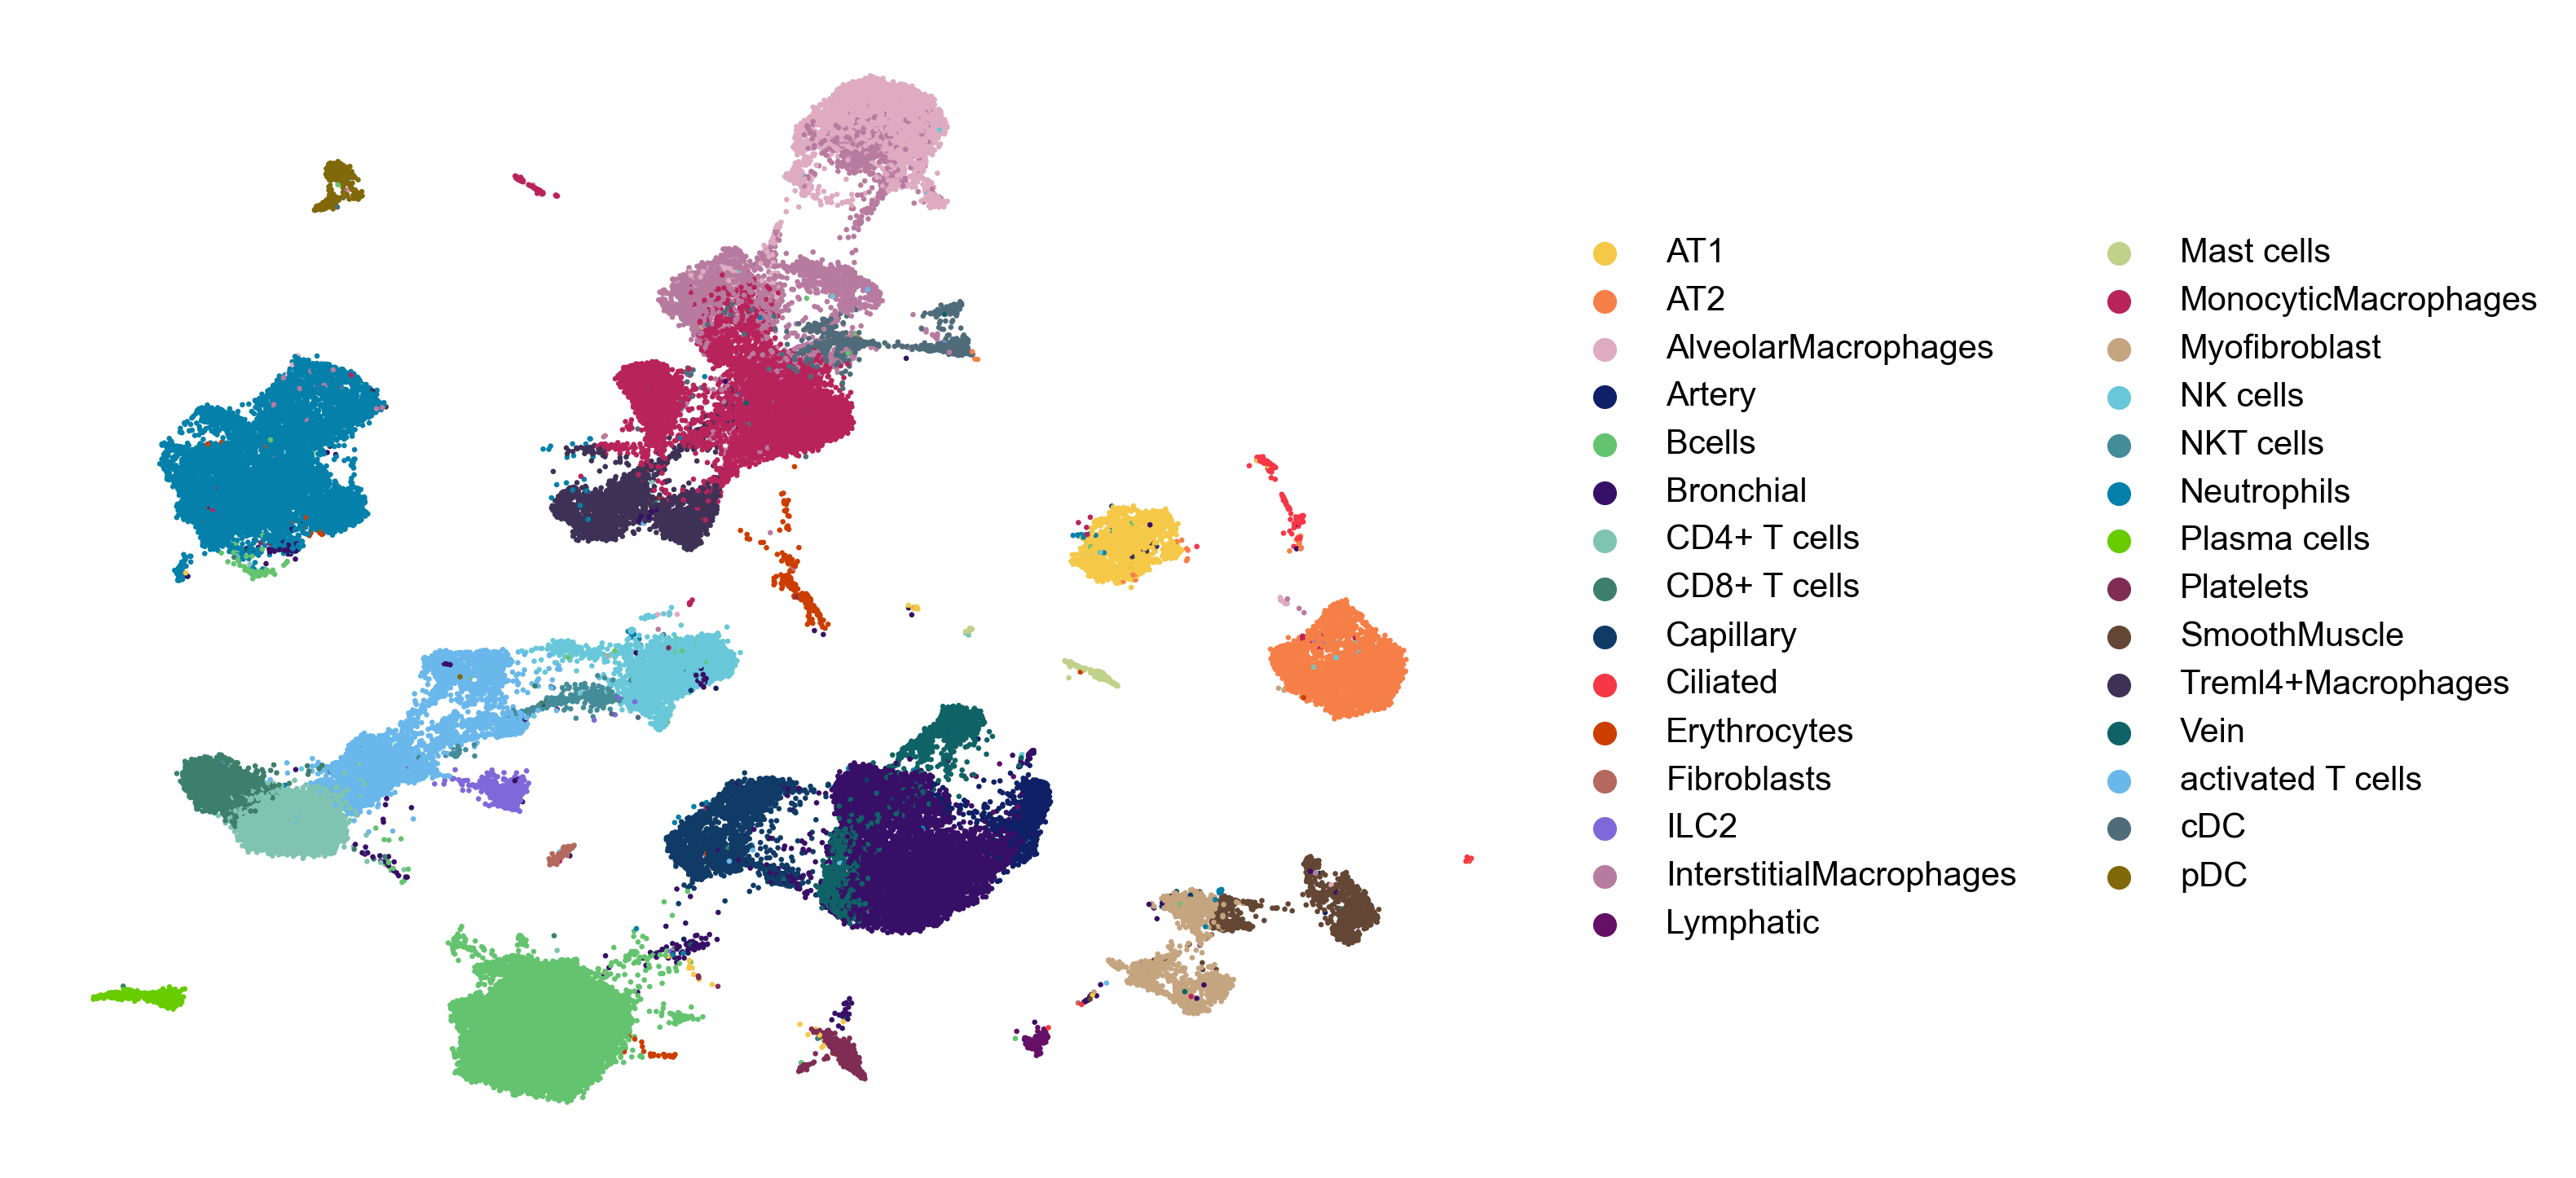 AT1
AT2
AlveolarMacrophages
Artery
Bcells
Bronchial
CD4+ T cells
CD8+ T cells
Capillary
Ciliated
Erythrocytes
Fibroblasts
ILC2
InterstitialMacrophages
Lymphatic
Mast cells
MonocyticMacrophages
Myofibroblast
NK cells
NKT cells
Neutrophils
Plasma cells
Platelets
SmoothMuscle
Treml4+Macrophages
Vein
activated T cells
cDC
pDC